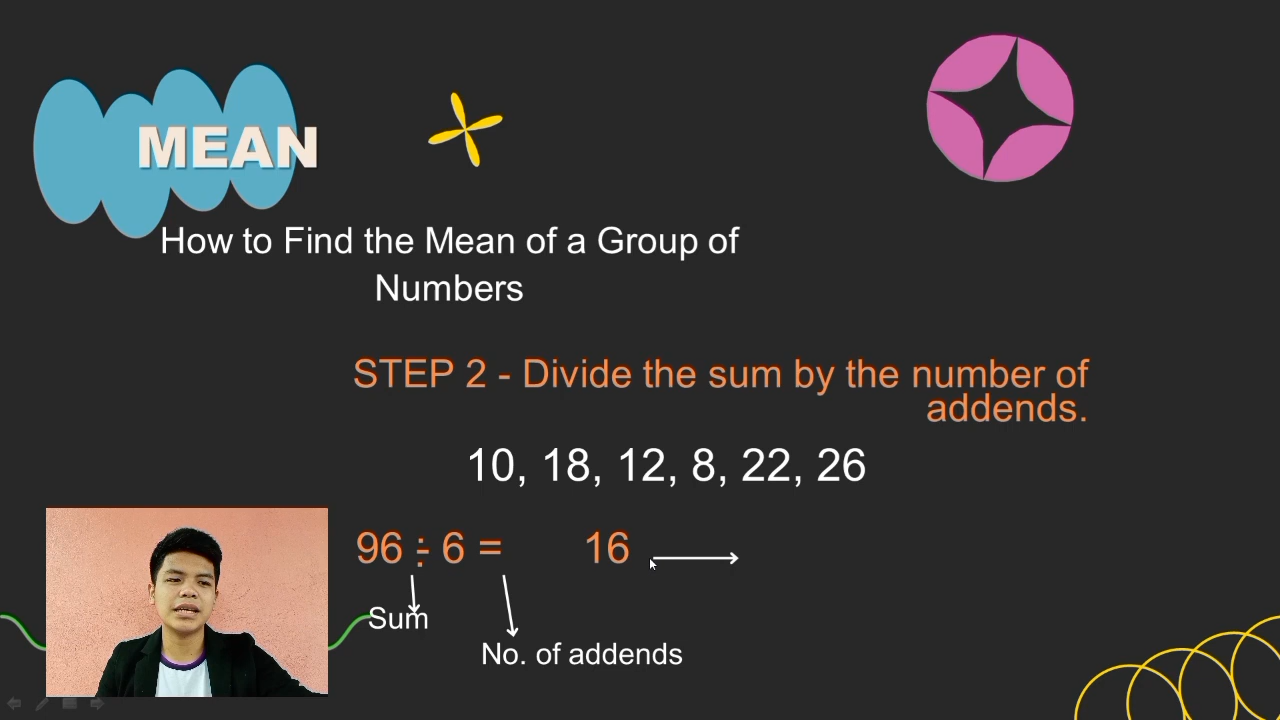 MEAN
How to Find the Mean of a Group of
Numbers
STEP 2 - Divide the sum by the number of
addends.
10, 18, 12, 8, 22, 26
96 ÷ 6 = 16
Sum
No. of addends